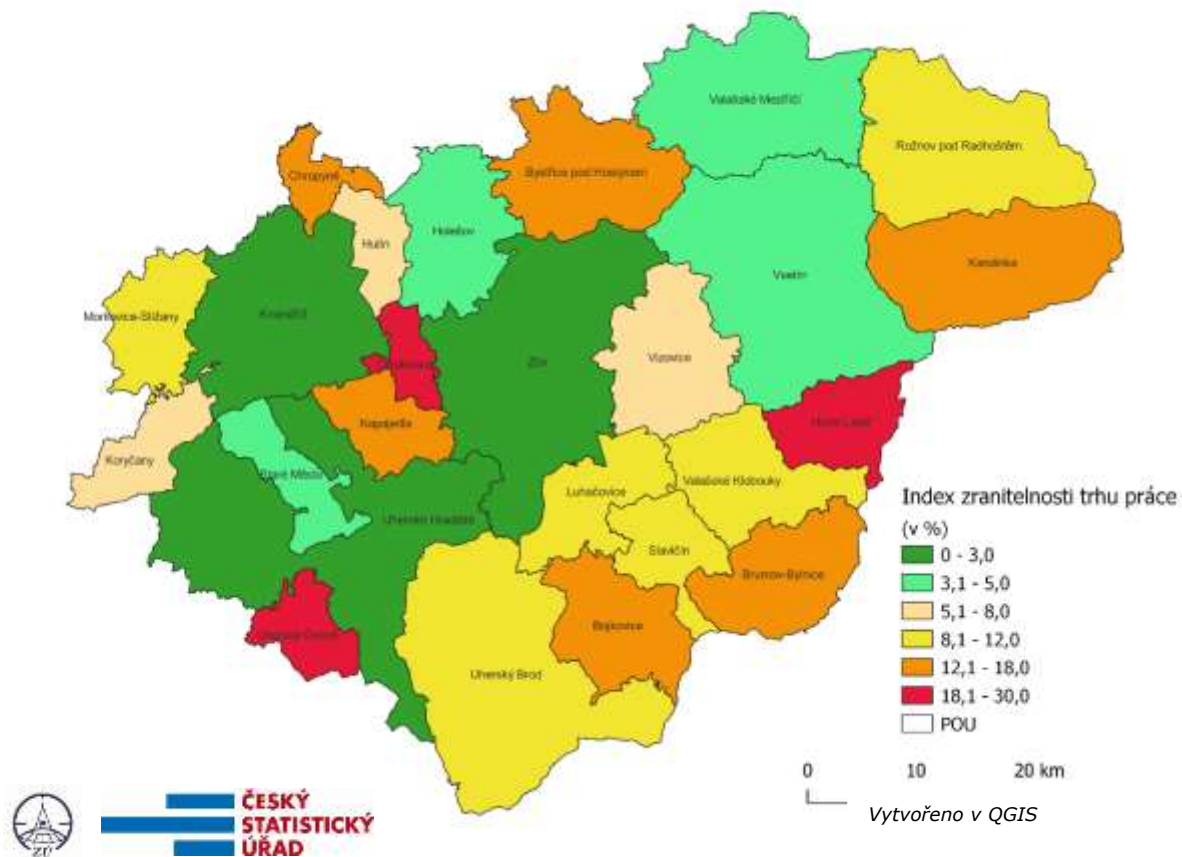 Valašské Meziříčí
Rožnov pod Radhoštěm
Bystřice pod Hostýnem
Chropyně
Holešov
Hulín
Karolinka
Vsetín
Morkovice-Slížany
Kroměříž
Zlín
Vizovice
Napajedla
Horní Lideč
Koryčany
Staré Město
Luhačovice
Valašské Klobouky
Uherské Hradiště
Slavičín
Brumov-Bylnice
Bojkovice
Uherský Brod
Index zranitelnosti trhu práce
(v %)
0 - 3,0
3,1 - 5,0
5,1 - 8,0
8,1 - 12,0
12,1 - 18,0
18,1 - 30,0
POU
0 10 20 km
Vytvořeno v QGIS
ČESKÝ
STATISTICKÝ
ÚŘAD
ZÚ